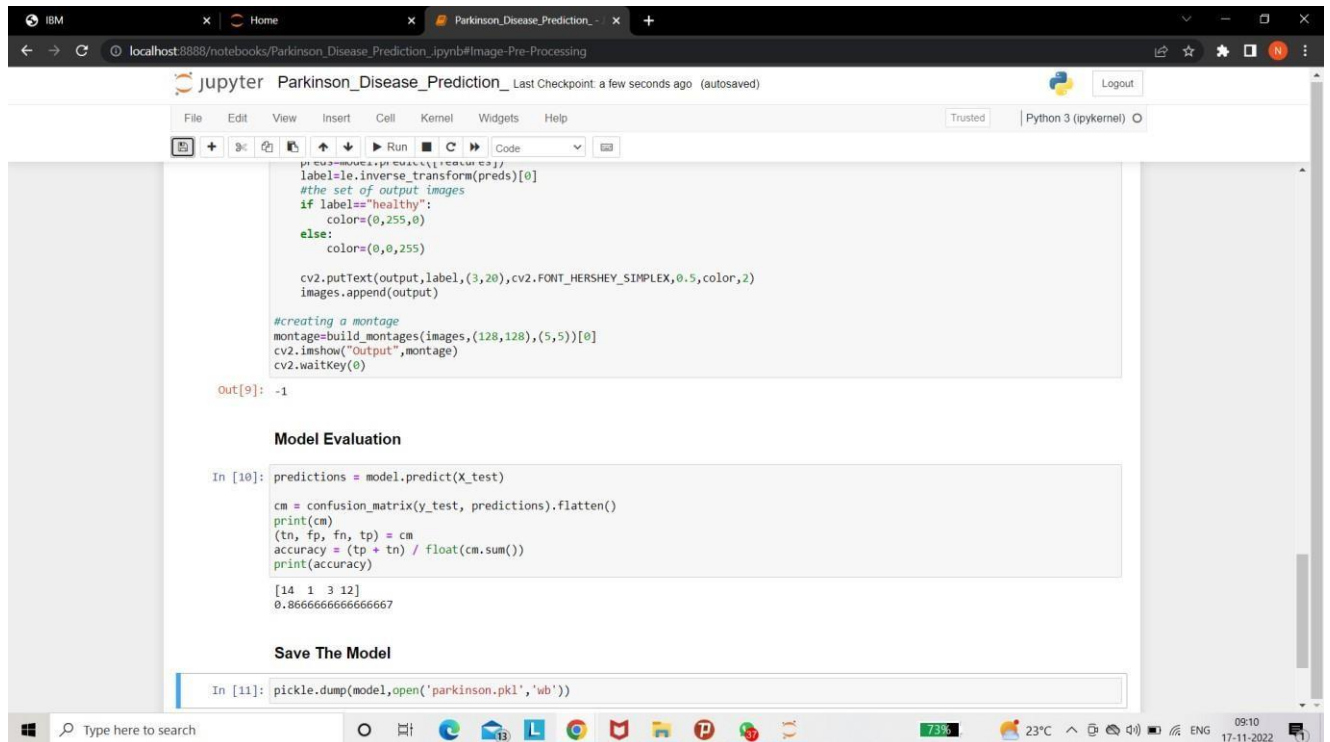 IBM
Home
Parkinson_Disease_Prediction_ - J
localhost:8888/notebooks/Parkinson_Disease_Prediction_.ipynb#Image-Pre-Processing
N
jupyter Parkinson_Disease_Prediction_ Last Checkpoint: a few seconds ago (autosaved)
Logout
File Edit View Insert Cell Kernel Widgets Help
Trusted
Python 3 (ipykernel)
Run
Code
preds=model.predict([features])
label=le.inverse_transform(preds)[0]
#the set of output images
if label=="healthy":
color=(0,255,0)
else:
color=(0,0,255)
cv2.putText(output,label,(3,20),cv2.FONT_HERSHEY_SIMPLEX,0.5,color,2)
images.append(output)
#creating a montage
montage=build_montages(images,(128,128),(5,5))[0]
cv2.imshow("Output",montage)
cv2.waitKey(0)
Out[9]: -1
Model Evaluation
In [10]: predictions = model.predict(X_test)
cm = confusion_matrix(y_test, predictions).flatten()
print(cm)
(tn, fp, fn, tp) = cm
accuracy = (tp + tn) / float(cm.sum())
print(accuracy)
[14 1 3 12]
0.8666666666666667
Save The Model
In [11]: pickle.dump(model,open('parkinson.pkl','wb'))
Type here to search
13
L
37
73%
23°C
ENG
09:10
17-11-2022
1